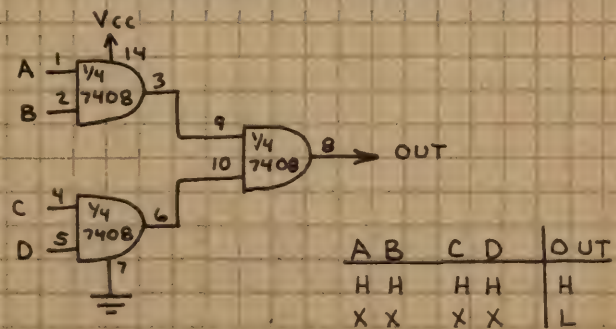 Vcc
14
A 1
1/4
7408
3
B 2
9
1/4
7408
8
OUT
10
C 4
1/4
7408
6
D 5
7
A B C D OUT
H H H H H
X X X X L